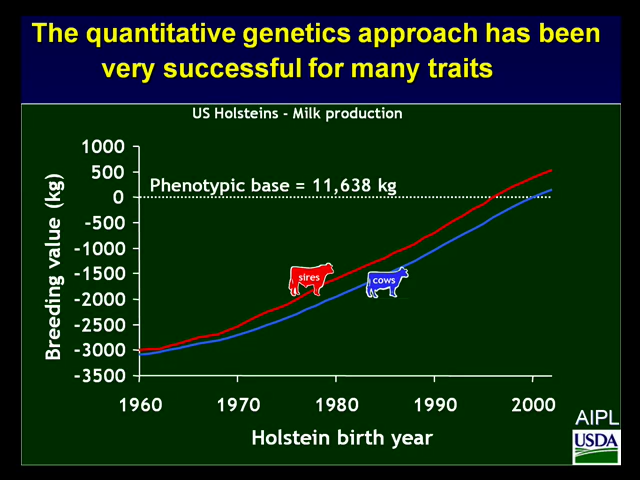 The quantitative genetics approach has been
very successful for many traits
US Holsteins - Milk production
Breeding value (kg)
1000
500
0
-500
-1000
-1500
-2000
-2500
-3000
-3500
Phenotypic base = 11,638 kg
sires
cows
1960 1970 1980 1990 2000
Holstein birth year
AIPL
USDA